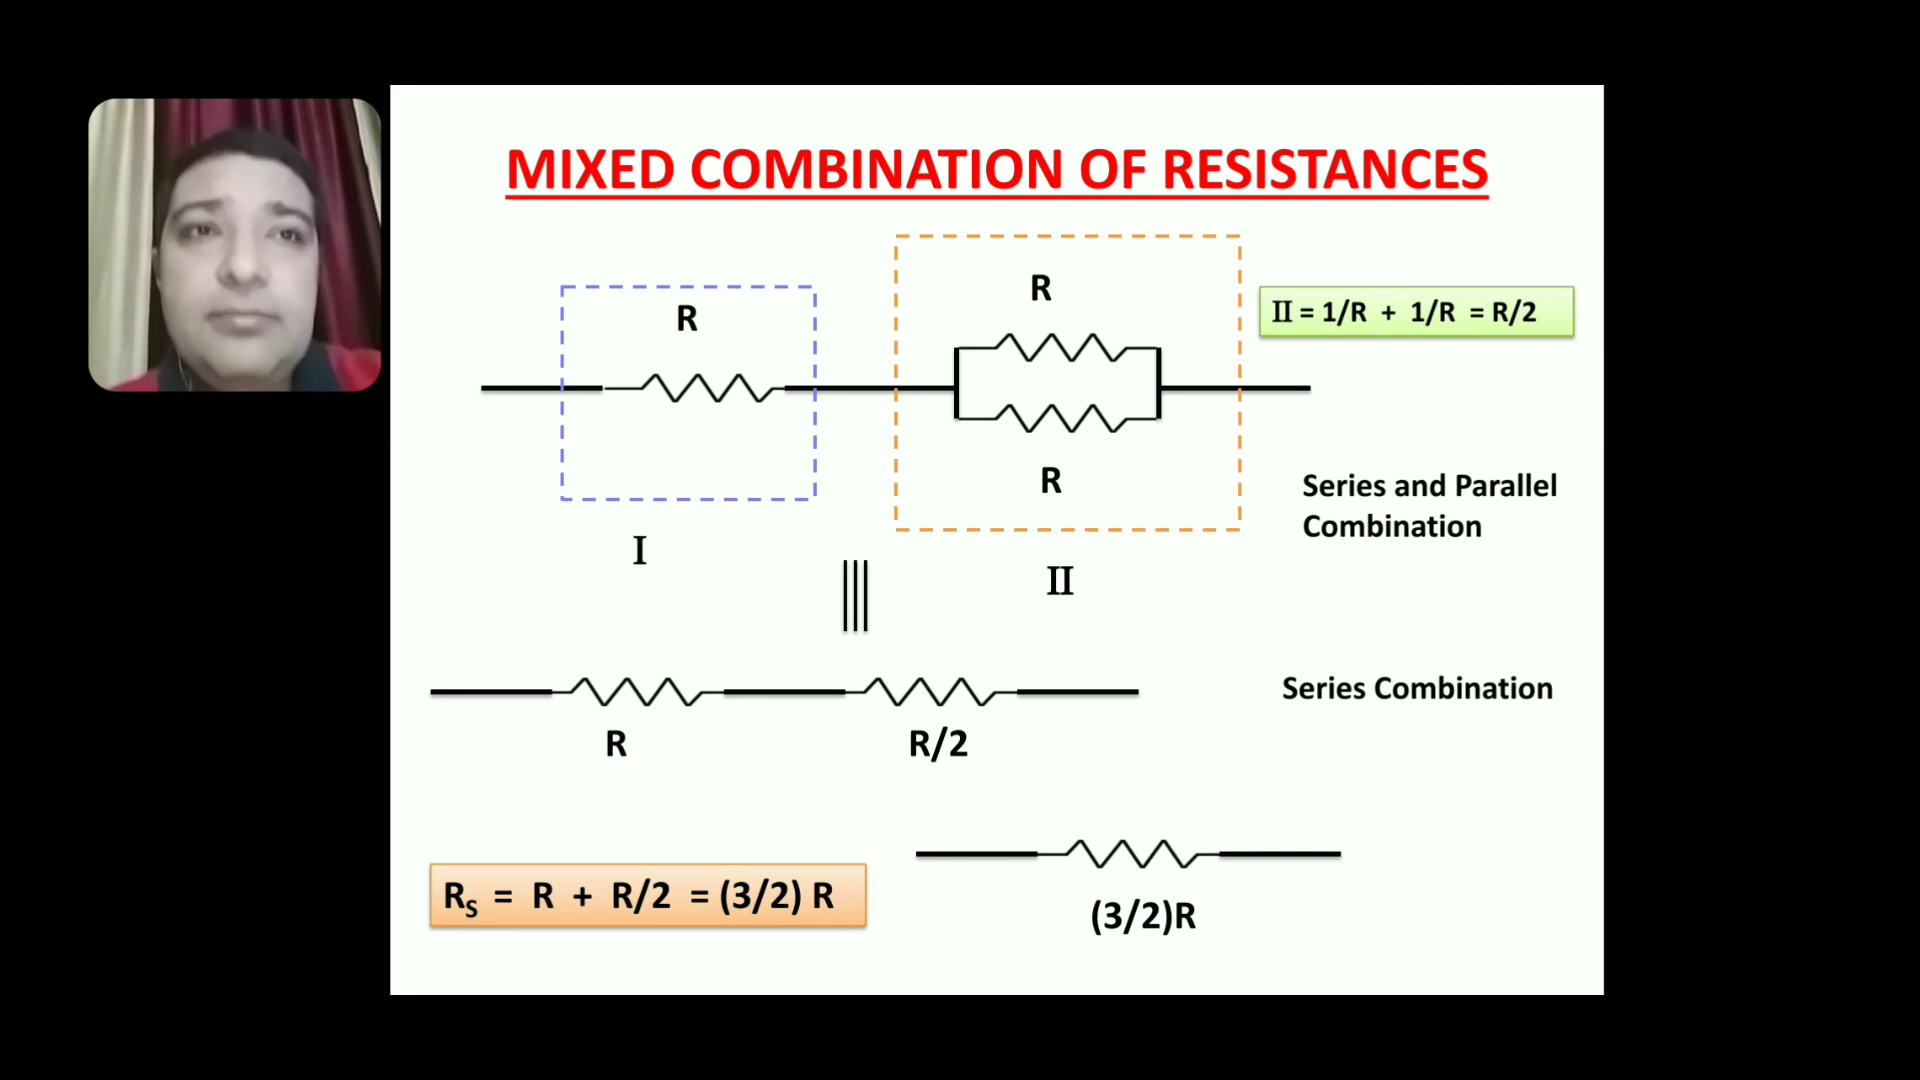 MIXED COMBINATION OF RESISTANCES
R
R
II = 1/R + 1/R = R/2
R
Series and Parallel
Combination
I
II
Series Combination
R
R/2
RS = R + R/2 = (3/2) R
(3/2)R